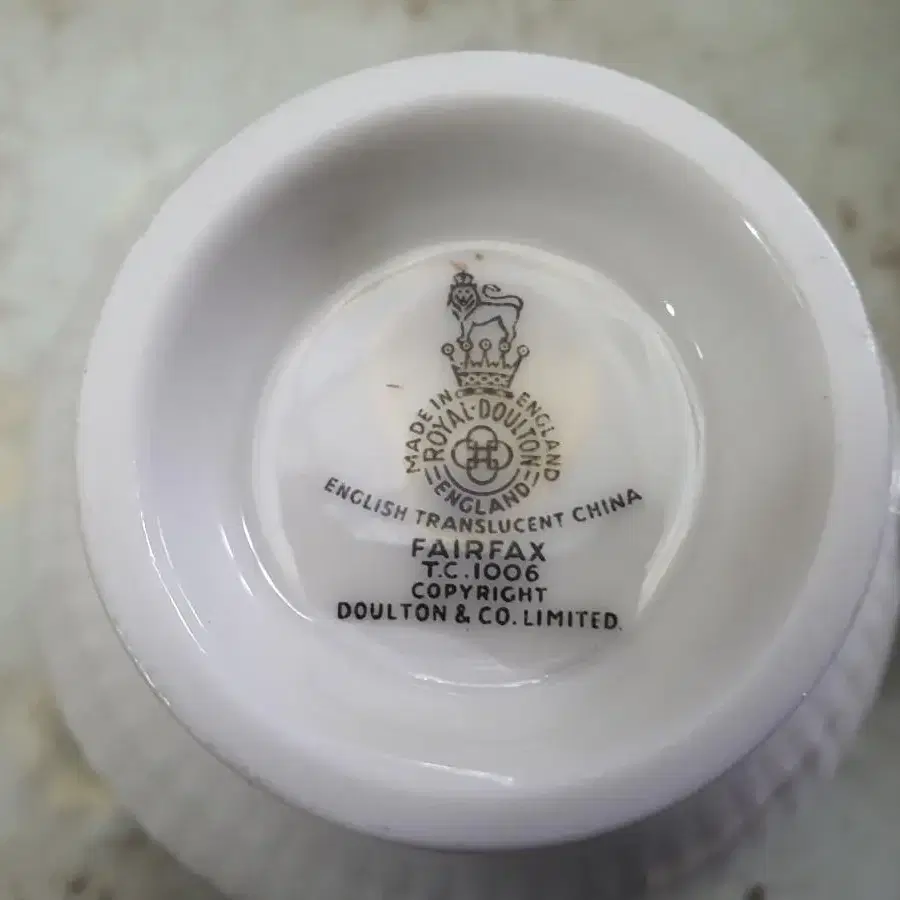 MADE IN ENGLAND
ROYAL·DOULTON
ENGLAND
ENGLISH TRANSLUCENT CHINA
FAIRFAX
T.C.1006
COPYRIGHT
DOULTON & CO. LIMITED.